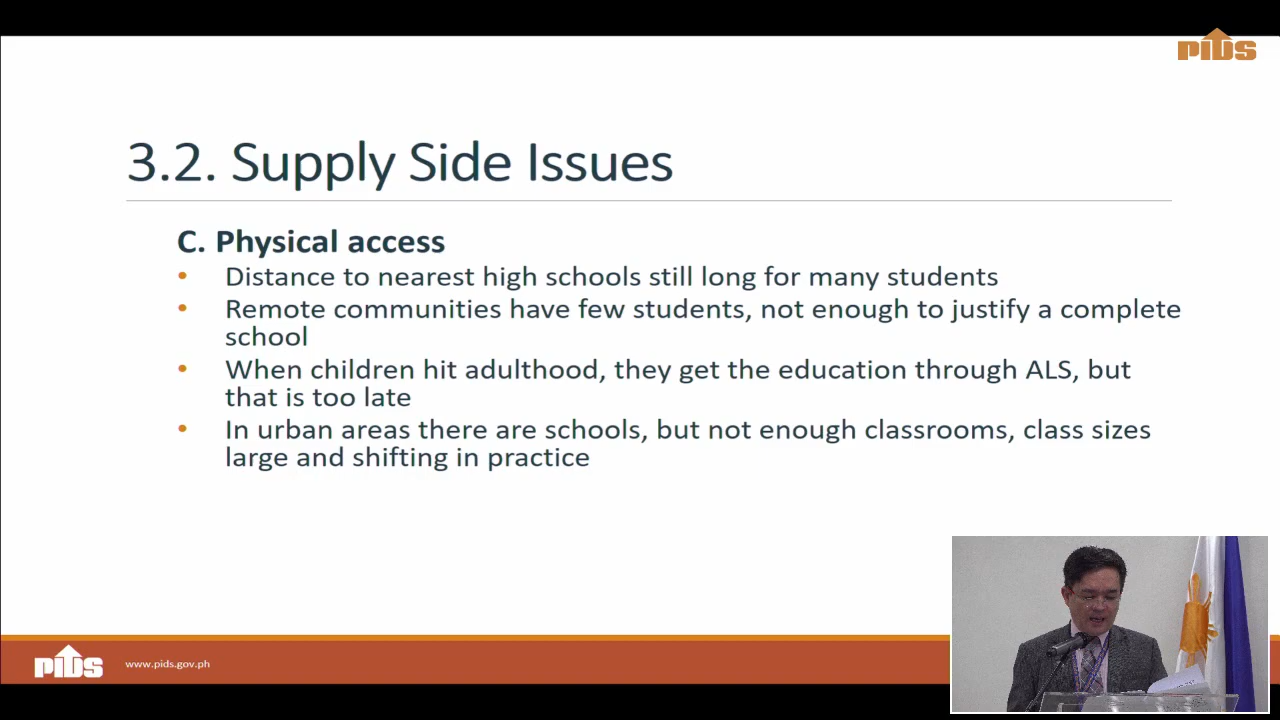 PIDS
3.2. Supply Side Issues
C. Physical access
• Distance to nearest high schools still long for many students
• Remote communities have few students, not enough to justify a complete
school
• When children hit adulthood, they get the education through ALS, but
that is too late
• In urban areas there are schools, but not enough classrooms, class sizes
large and shifting in practice
PIDS
www.pids.gov.ph